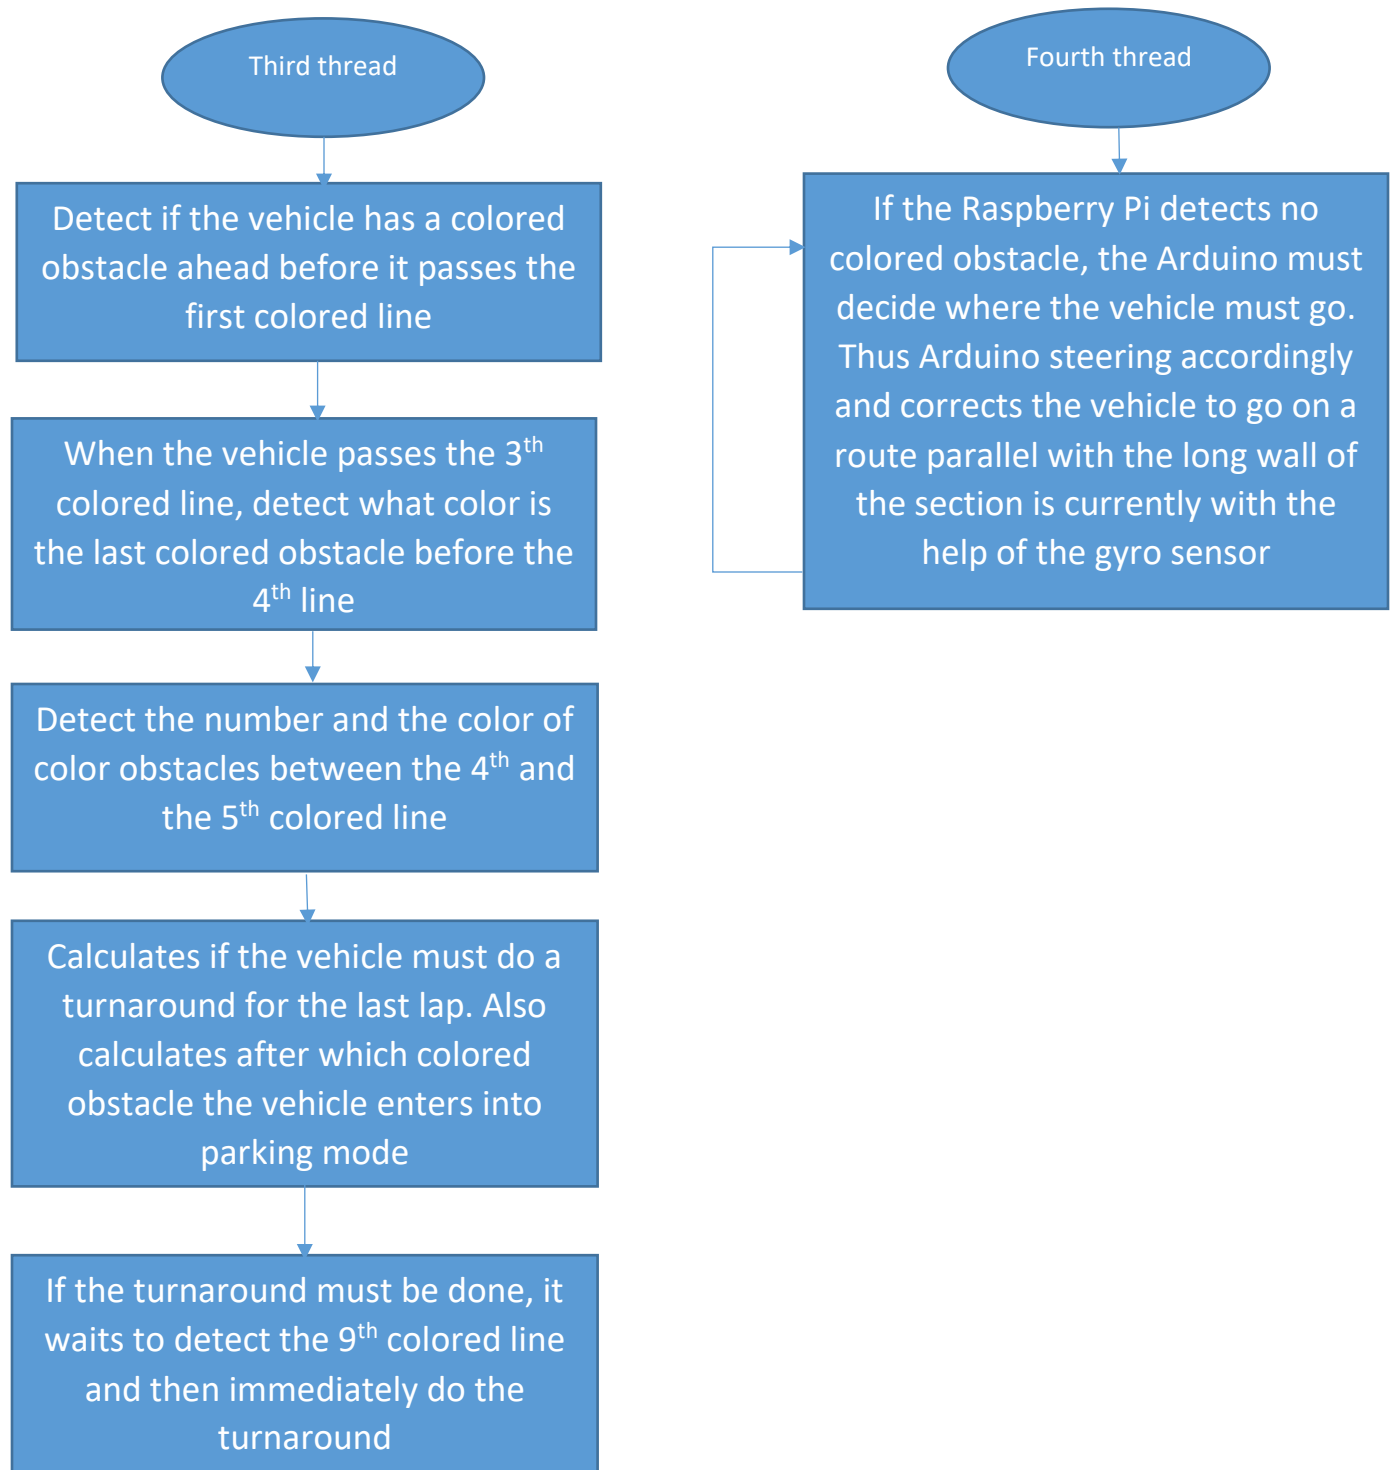 Third thread
Detect if the vehicle has a colored
obstacle ahead before it passes the
first colored line
When the vehicle passes the 3th
colored line, detect what color is
the last colored obstacle before the
4th line
Detect the number and the color of
color obstacles between the 4th and
the 5th colored line
Calculates if the vehicle must do a
turnaround for the last lap. Also
calculates after which colored
obstacle the vehicle enters into
parking mode
If the turnaround must be done, it
waits to detect the 9th colored line
and then immediately do the
turnaround
Fourth thread
If the Raspberry Pi detects no
colored obstacle, the Arduino must
decide where the vehicle must go.
Thus Arduino steering accordingly
and corrects the vehicle to go on a
route parallel with the long wall of
the section is currently with the
help of the gyro sensor